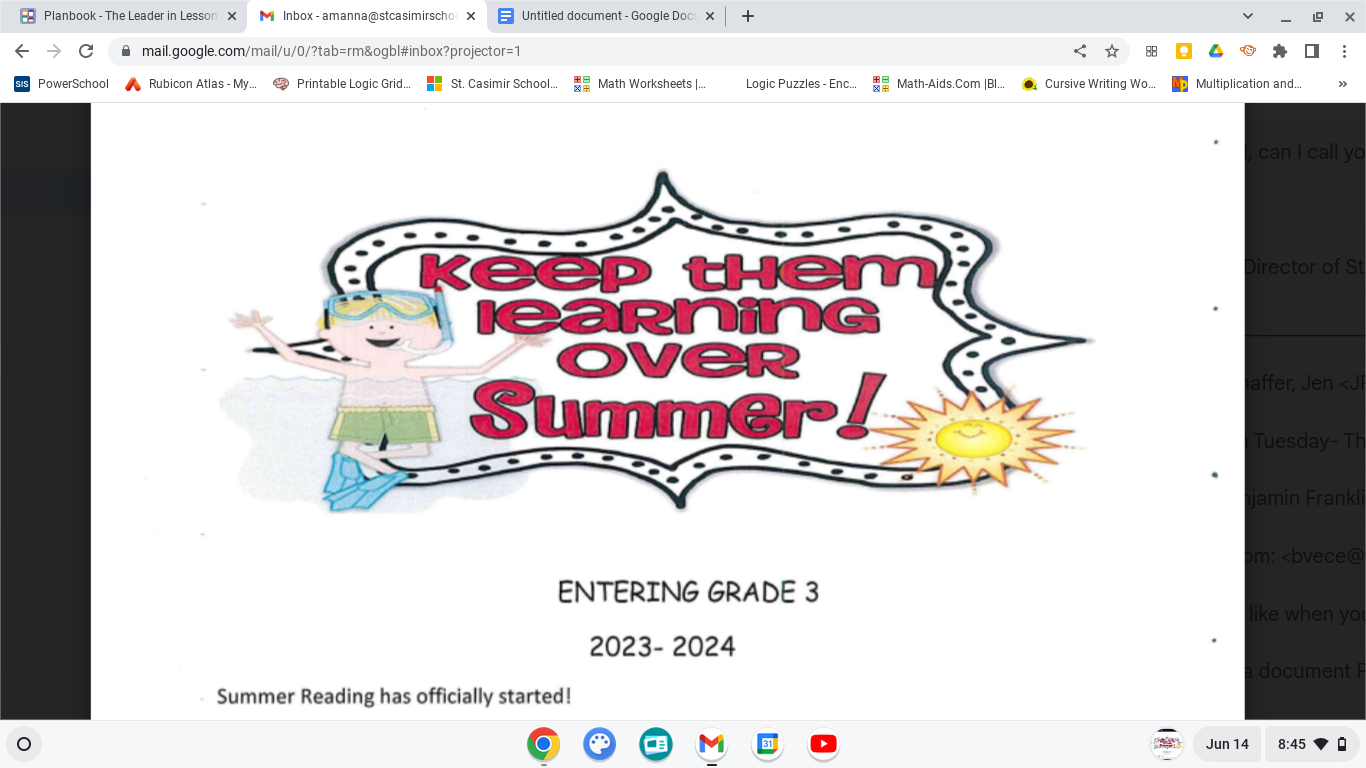 Planbook - The Leader in Lesson
Inbox - amanna@stcasimirscho
Untitled document - Google Docs
mail.google.com/mail/u/0/?tab=rm&ogbl#inbox?projector=1
SIS PowerSchool
Rubicon Atlas - My...
Printable Logic Grid...
St. Casimir School...
Math Worksheets |...
Logic Puzzles - Enc...
Math-Aids.Com |Bl...
Cursive Writing Wo...
Multiplication and...
»
, can I call yo
Director of St
haffer, Jen <JF
Tuesday- Th
njamin Frankli
om: <bvece@
like when you
a document
Keep them
learning
over
Summer!
ENTERING GRADE 3
2023- 2024
Summer Reading has officially started!
31
Jun 14
8:45